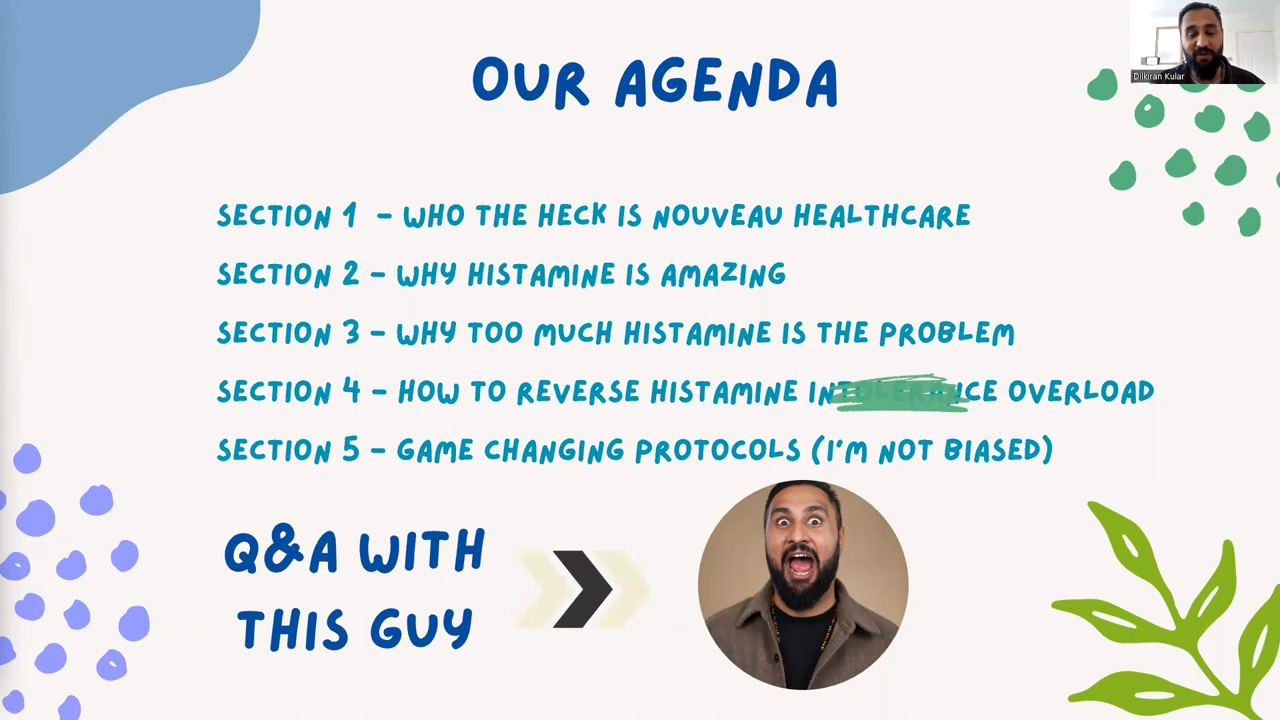 OUR AGENDA
Dilkiran Kular
SECTION 1 - WHO THE HECK IS NOUVEAU HEALTHCARE
SECTION 2 - WHY HISTAMINE IS AMAZING
SECTION 3 - WHY TOO MUCH HISTAMINE IS THE PROBLEM
SECTION 4 - HOW TO REVERSE HISTAMINE INTOLERANCE OVERLOAD
SECTION 5 - GAME CHANGING PROTOCOLS (I'M NOT BIASED)
Q&A WITH
THIS GUY